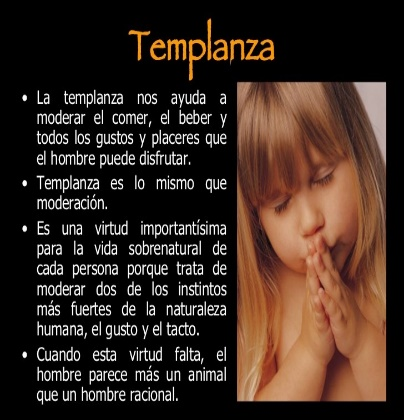 Templanza
• La templanza nos ayuda a
moderar el comer, el beber y
todos los gustos y placeres que
el hombre puede disfrutar.
• Templanza es lo mismo que
moderación.
• Es una virtud importantísima
para la vida sobrenatural de
cada persona porque trata de
moderar dos de los instintos
más fuertes de la naturaleza
humana, el gusto y el tacto.
• Cuando esta virtud falta, el
hombre parece más un animal
que un hombre racional.